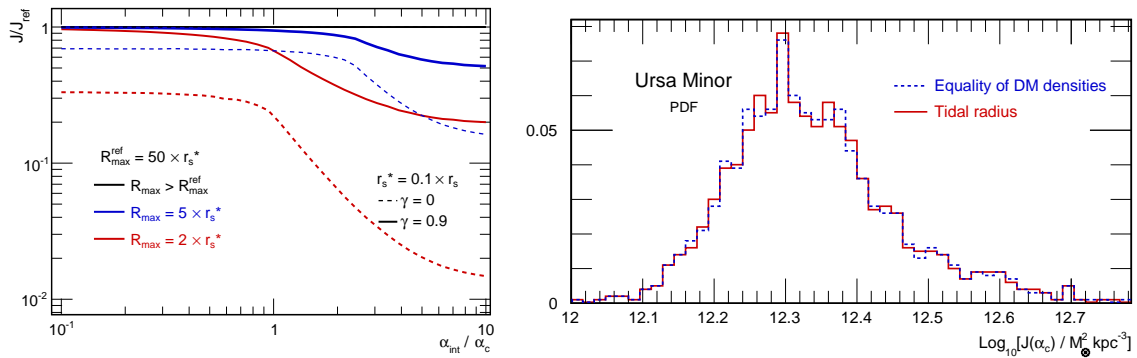 J/J_ref
1
10^-1
10^-2
R_max^ref = 50 × r_s*
R_max > R_max^ref
R_max = 5 × r_s*
R_max = 2 × r_s*
r_s* = 0.1 × r_s
γ = 0
γ = 0.9
10^-1 1 10
α_int / α_c
Ursa Minor
PDF
Equality of DM densities
Tidal radius
0.05
0
12 12.1 12.2 12.3 12.4 12.5 12.6 12.7
Log_10[J(α_c) / M_⊗^2 kpc^-3]